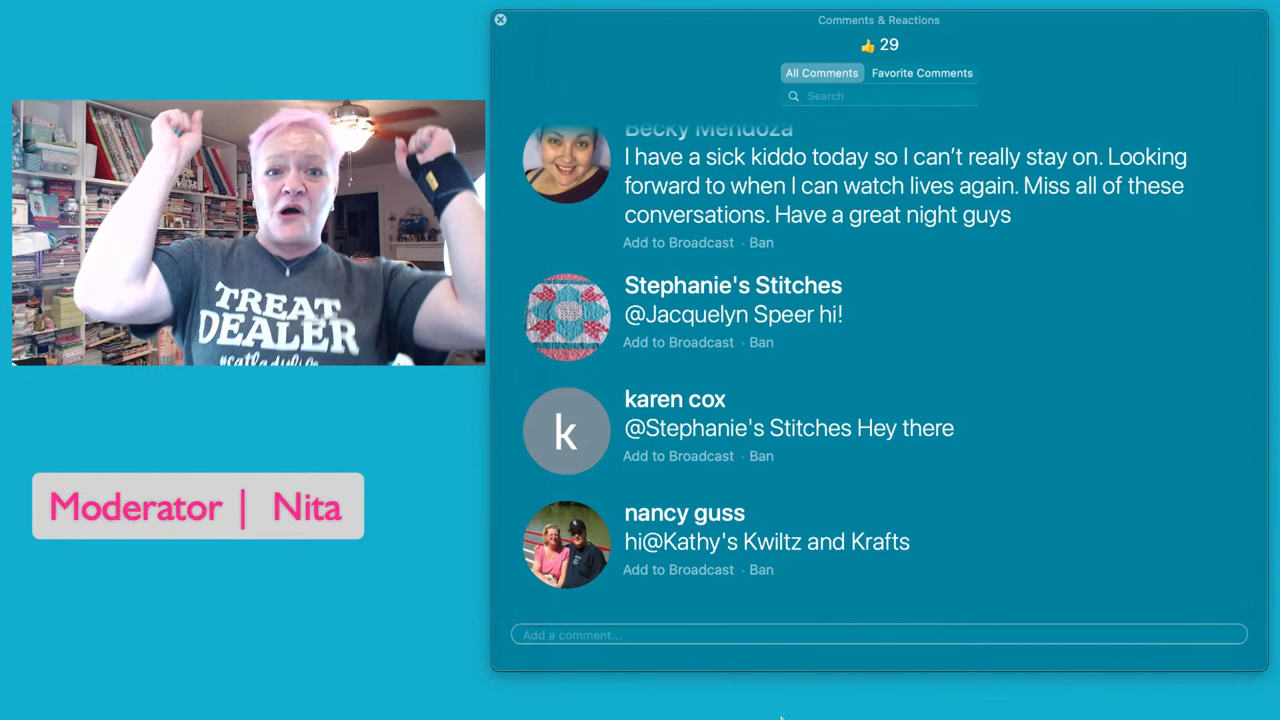 Comments & Reactions
👍 29
All Comments Favorite Comments
Search
Becky Mendoza
I have a sick kiddo today so I can’t really stay on. Looking
forward to when I can watch lives again. Miss all of these
conversations. Have a great night guys
Add to Broadcast · Ban
Stephanie's Stitches
@Jacquelyn Speer hi!
Add to Broadcast · Ban
k
karen cox
@Stephanie's Stitches Hey there
Add to Broadcast · Ban
nancy guss
hi@Kathy's Kwiltz and Krafts
Add to Broadcast · Ban
Add a comment...
TREAT
DEALER
#catladylife
Moderator | Nita